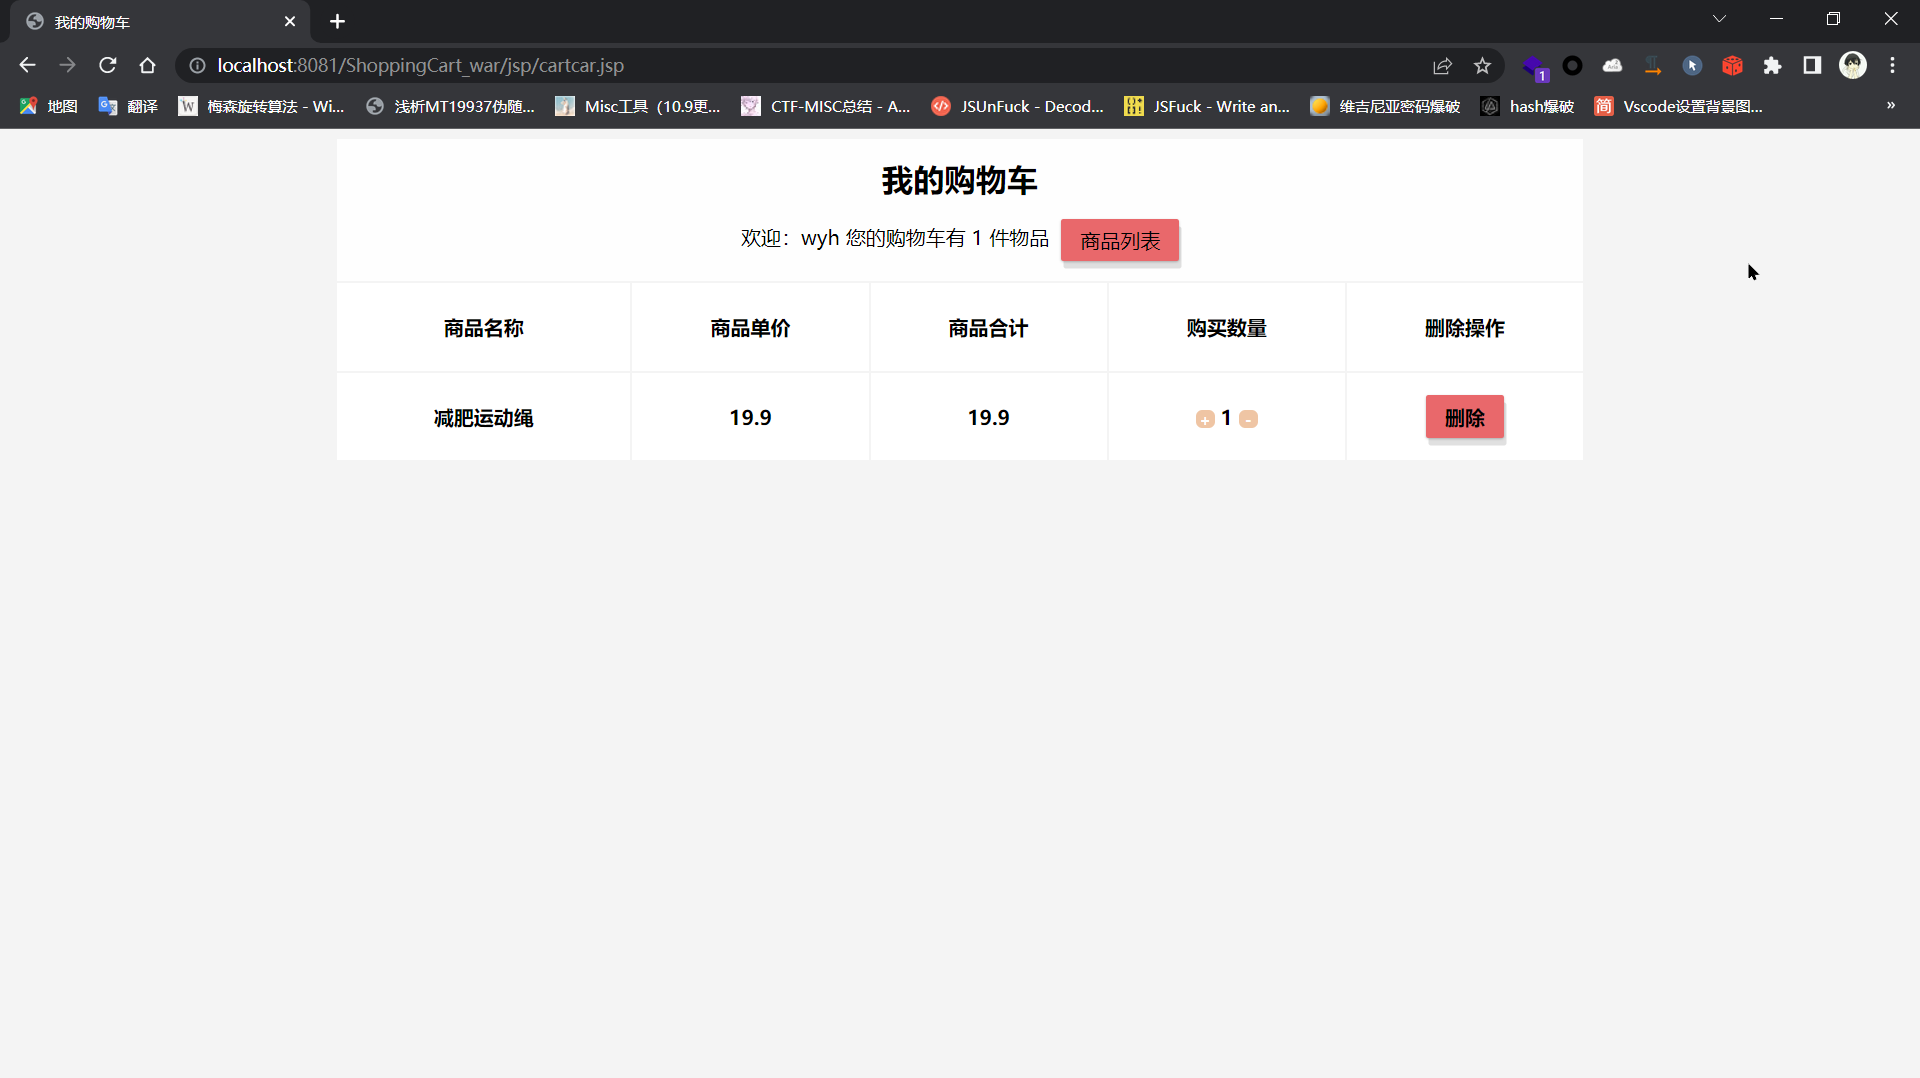 我的购物车
localhost:8081/ShoppingCart_war/jsp/cartcar.jsp
1
地图 翻译 梅森旋转算法 - Wi... 浅析MT19937伪随... Misc工具（10.9更... CTF-MISC总结 - A... JSUnFuck - Decod... JSFuck - Write an... 维吉尼亚密码爆破 hash爆破 Vscode设置背景图... »
我的购物车
欢迎：wyh 您的购物车有 1 件物品 商品列表
商品名称 商品单价 商品合计 购买数量 删除操作
减肥运动绳 19.9 19.9 + 1 - 删除